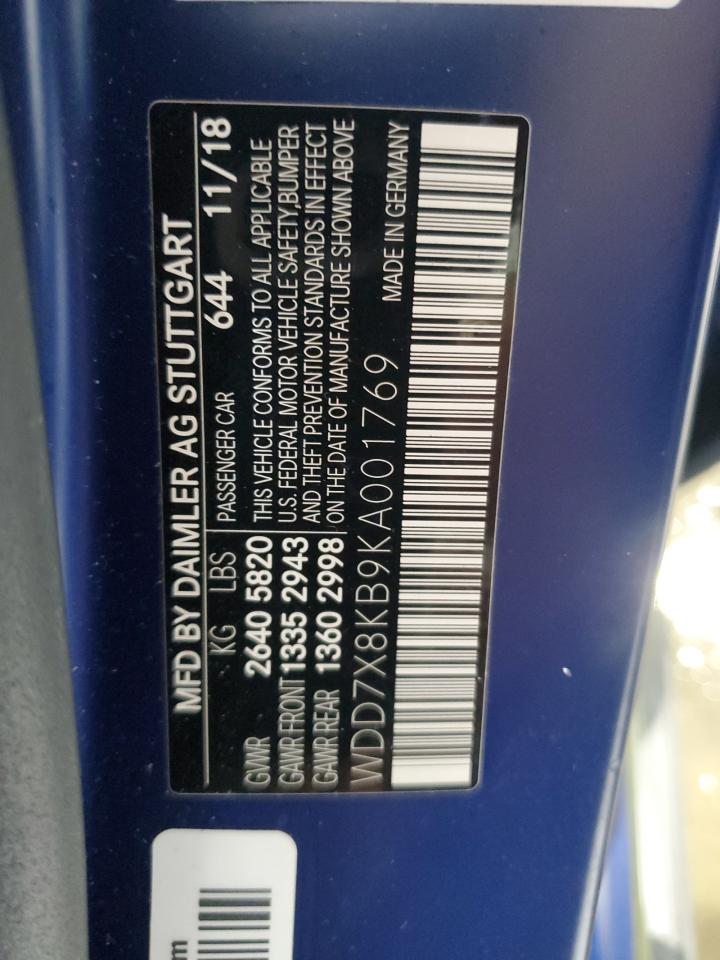 MFD BY DAIMLER AG STUTTGART
KG LBS PASSENGER CAR 644 11/18
GVWR 2640 5820 THIS VEHICLE CONFORMS TO ALL APPLICABLE
GAWR FRONT 1335 2943 U.S. FEDERAL MOTOR VEHICLE SAFETY,BUMPER
GAWR REAR 1360 2998 AND THEFT PREVENTION STANDARDS IN EFFECT
ON THE DATE OF MANUFACTURE SHOWN ABOVE
WDD7X8KB9KA001769 MADE IN GERMANY